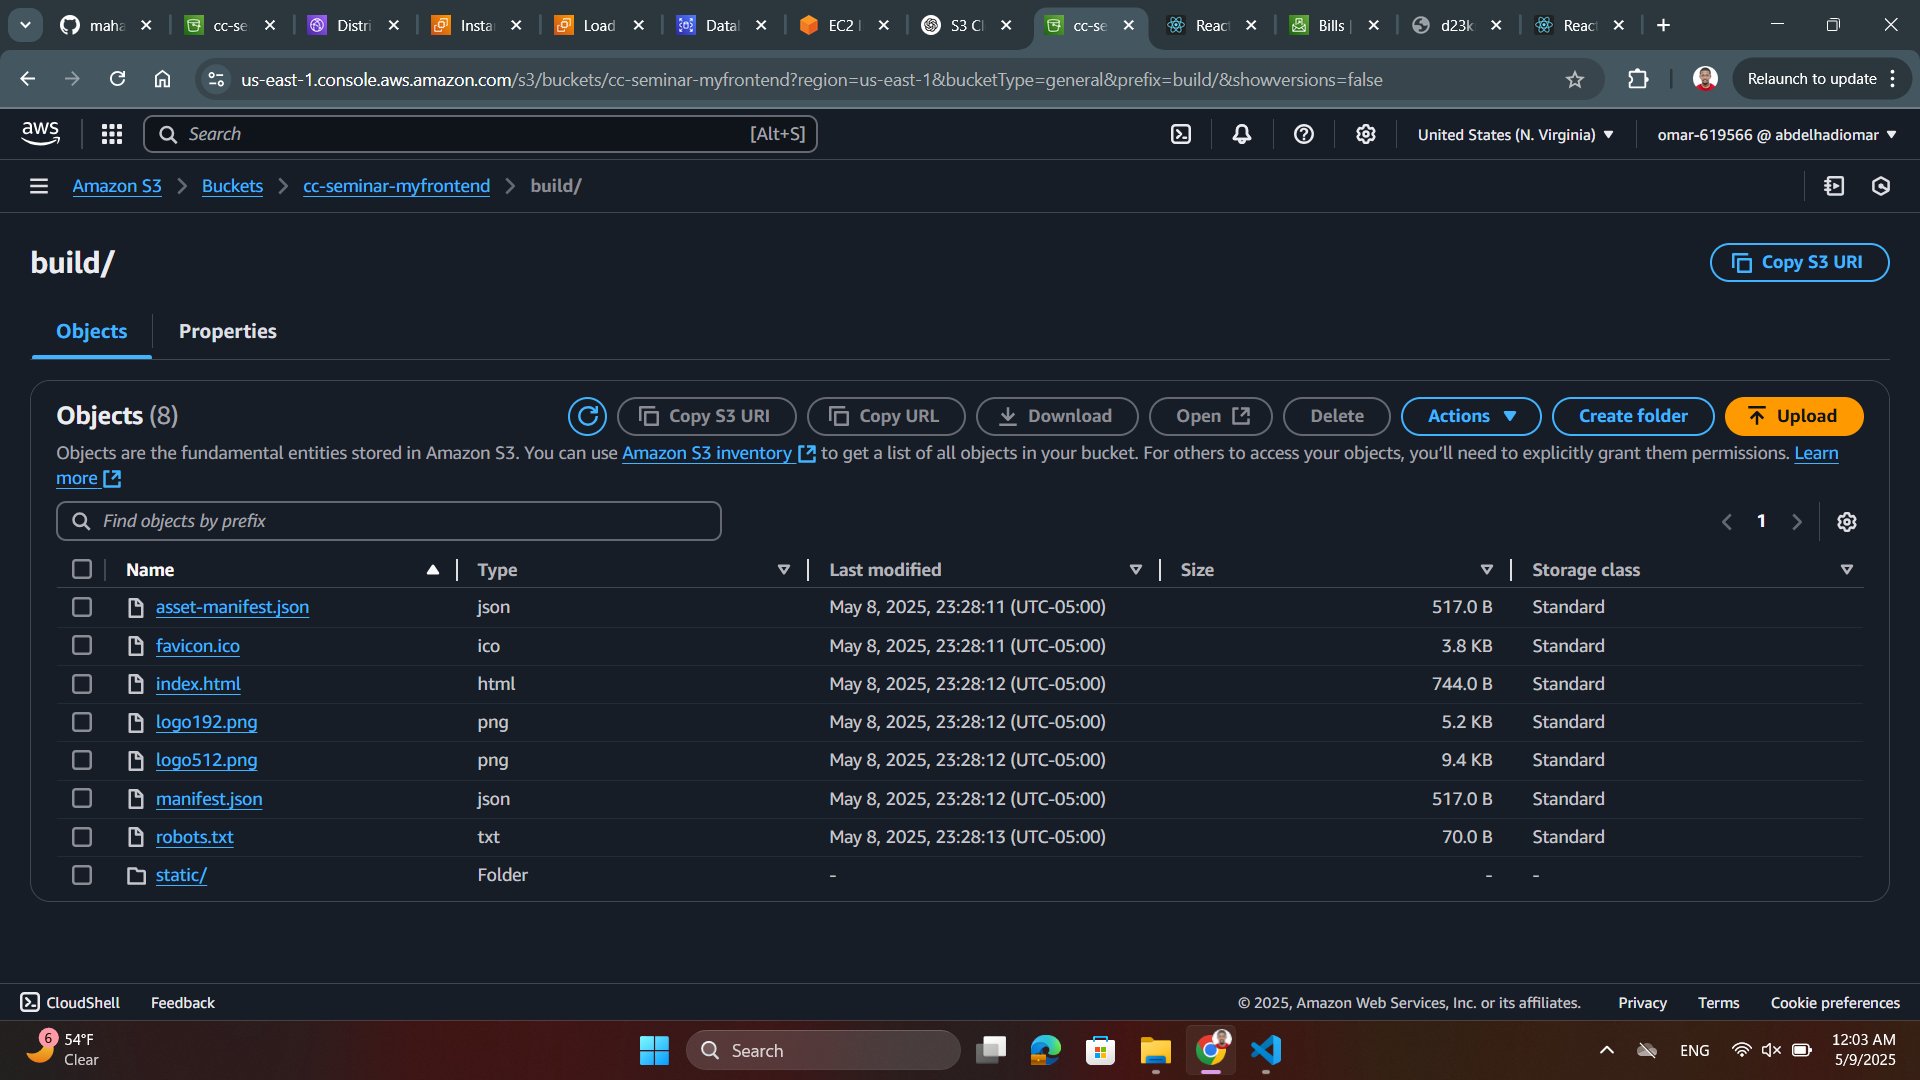 maha
cc-se
Distri
Instan
Load
Datab
EC2 I
S3 Cl
cc-se
React
Bills |
d23k
React
us-east-1.console.aws.amazon.com/s3/buckets/cc-seminar-myfrontend?region=us-east-1&bucketType=general&prefix=build/&showversions=false
Relaunch to update
aws
Search
[Alt+S]
United States (N. Virginia)
omar-619566 @ abdelhadiomar
Amazon S3
Buckets
cc-seminar-myfrontend
build/
build/
Copy S3 URI
Objects
Properties
Objects (8)
Copy S3 URI
Copy URL
Download
Open
Delete
Actions
Create folder
Upload
Objects are the fundamental entities stored in Amazon S3. You can use Amazon S3 inventory to get a list of all objects in your bucket. For others to access your objects, you’ll need to explicitly grant them permissions. Learn
more
Find objects by prefix
1
Name Type Last modified Size Storage class
asset-manifest.json json May 8, 2025, 23:28:11 (UTC-05:00) 517.0 B Standard
favicon.ico ico May 8, 2025, 23:28:11 (UTC-05:00) 3.8 KB Standard
index.html html May 8, 2025, 23:28:12 (UTC-05:00) 744.0 B Standard
logo192.png png May 8, 2025, 23:28:12 (UTC-05:00) 5.2 KB Standard
logo512.png png May 8, 2025, 23:28:12 (UTC-05:00) 9.4 KB Standard
manifest.json json May 8, 2025, 23:28:12 (UTC-05:00) 517.0 B Standard
robots.txt txt May 8, 2025, 23:28:13 (UTC-05:00) 70.0 B Standard
static/ Folder - - -
CloudShell
Feedback
© 2025, Amazon Web Services, Inc. or its affiliates.
Privacy
Terms
Cookie preferences
6
54°F
Clear
Search
ENG
12:03 AM
5/9/2025